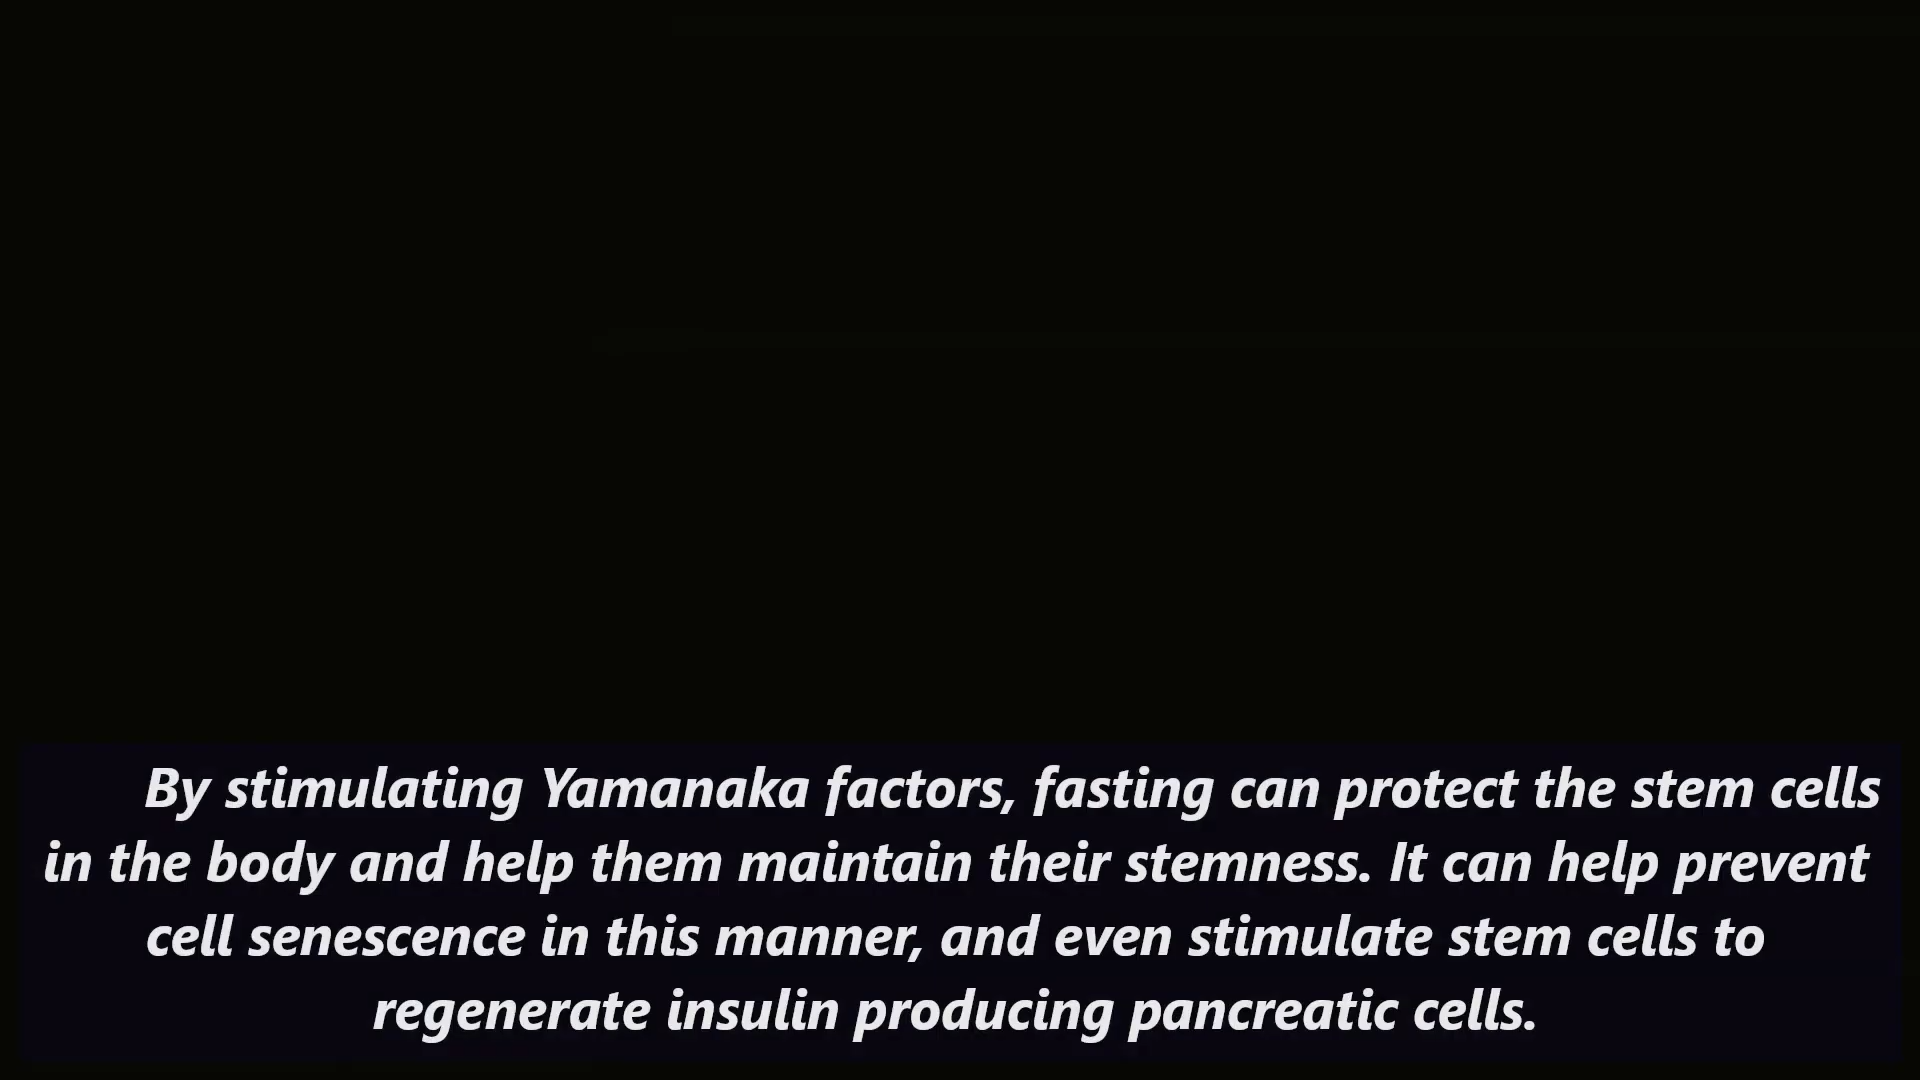 By stimulating Yamanaka factors, fasting can protect the stem cells
in the body and help them maintain their stemness. It can help prevent
cell senescence in this manner, and even stimulate stem cells to
regenerate insulin producing pancreatic cells.